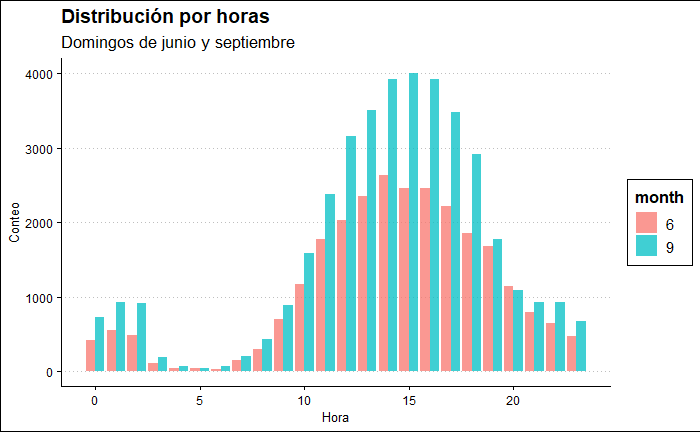 Distribución por horas
Domingos de junio y septiembre
4000
3000
2000
1000
0
Conteo
0 5 10 15 20
Hora
month
6
9